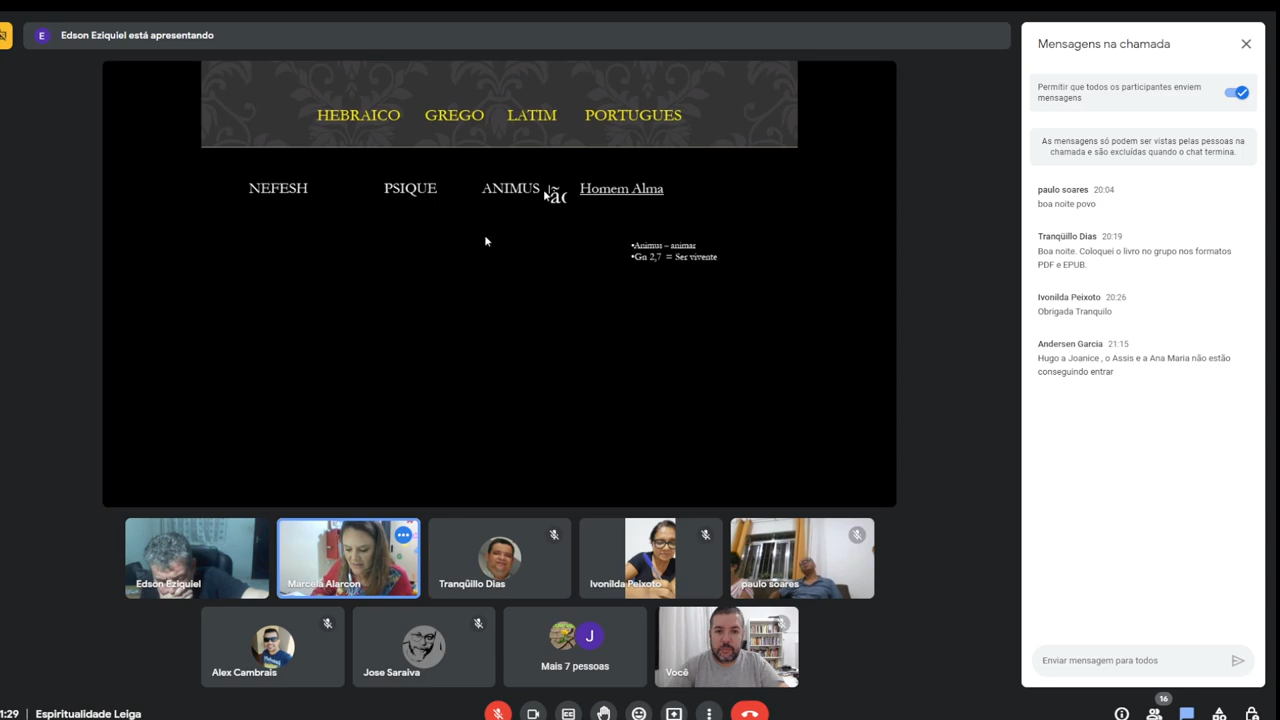 E Edson Eziquiel está apresentando
HEBRAICO GREGO LATIM PORTUGUES
NEFESH PSIQUE ANIMUS Homem Alma
•Animus – animar
•Gn 2,7 = Ser vivente
Edson Eziquiel
Marcela Alarcon
Tranqüillo Dias
Ivonilda Peixoto
paulo soares
Alex Cambrais
Jose Saraiva
J
Mais 7 pessoas
Você
1:29 | Espiritualidade Leiga
Mensagens na chamada
Permitir que todos os participantes enviem
mensagens
As mensagens só podem ser vistas pelas pessoas na
chamada e são excluídas quando o chat termina.
paulo soares 20:04
boa noite povo
Tranqüillo Dias 20:19
Boa noite. Coloquei o livro no grupo nos formatos
PDF e EPUB.
Ivonilda Peixoto 20:26
Obrigada Tranquilo
Andersen Garcia 21:15
Hugo a Joanice , o Assis e a Ana Maria não estão
conseguindo entrar
Enviar mensagem para todos
16